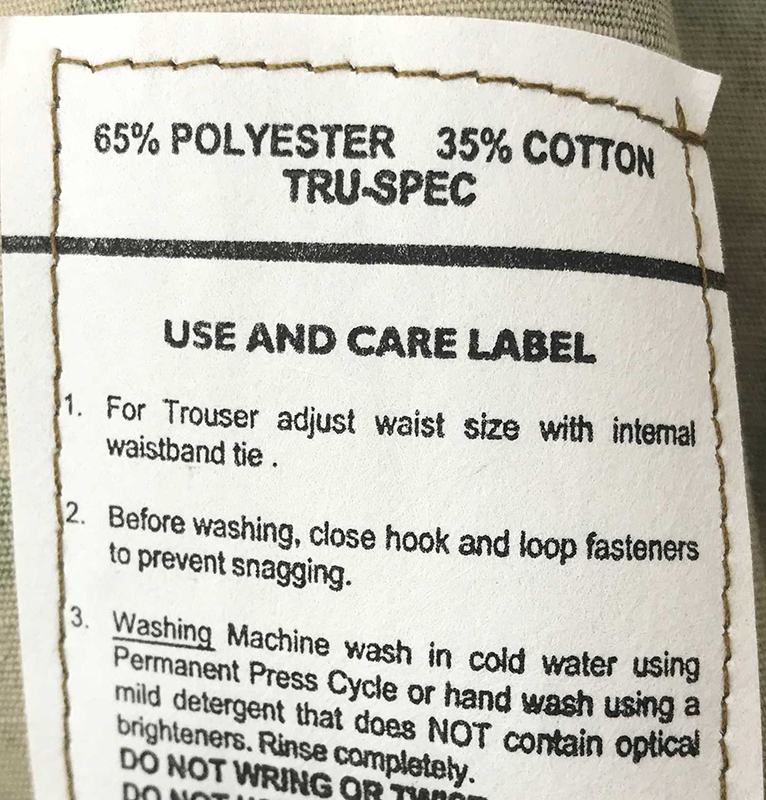 65% POLYESTER 35% COTTON
TRU-SPEC
USE AND CARE LABEL
1. For Trouser adjust waist size with internal
waistband tie .
2. Before washing, close hook and loop fasteners
to prevent snagging.
3. Washing Machine wash in cold water using
Permanent Press Cycle or hand wash using a
mild detergent that does NOT contain optical
brighteners. Rinse completely.
DO NOT WRING OR TWIST
DO NOT